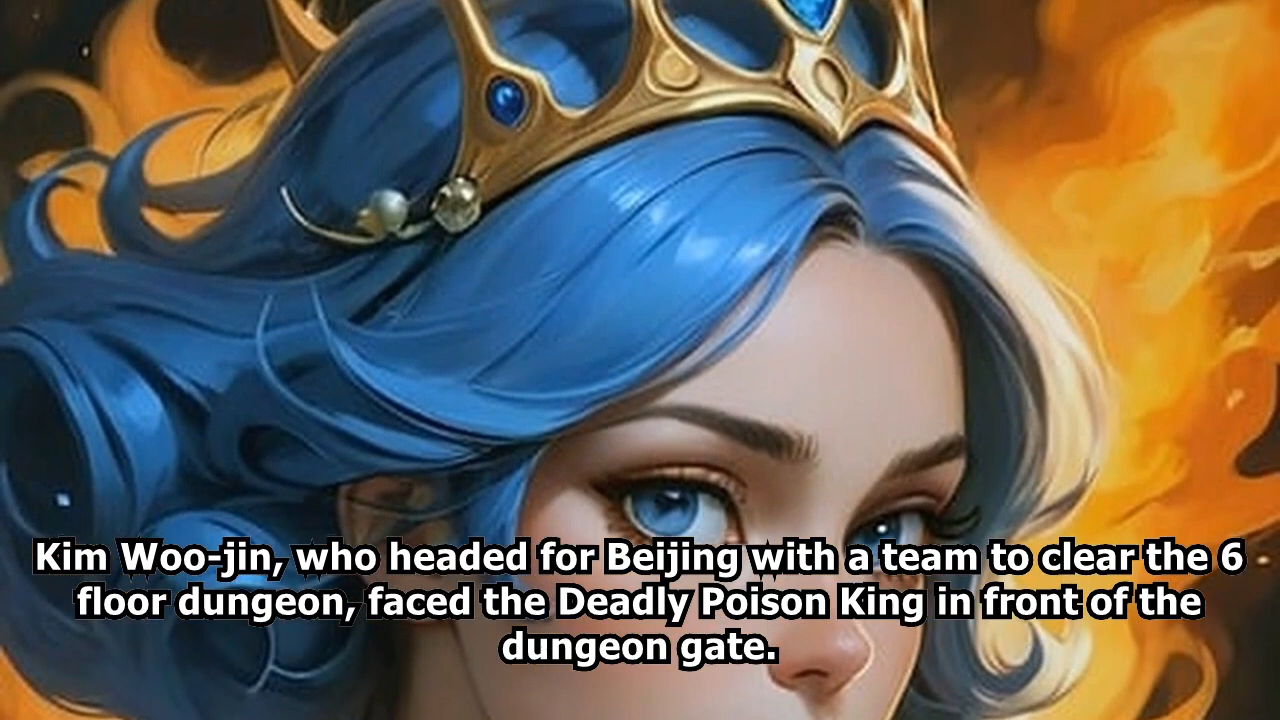 Kim Woo-jin, who headed for Beijing with a team to clear the 6
floor dungeon, faced the Deadly Poison King in front of the
dungeon gate.